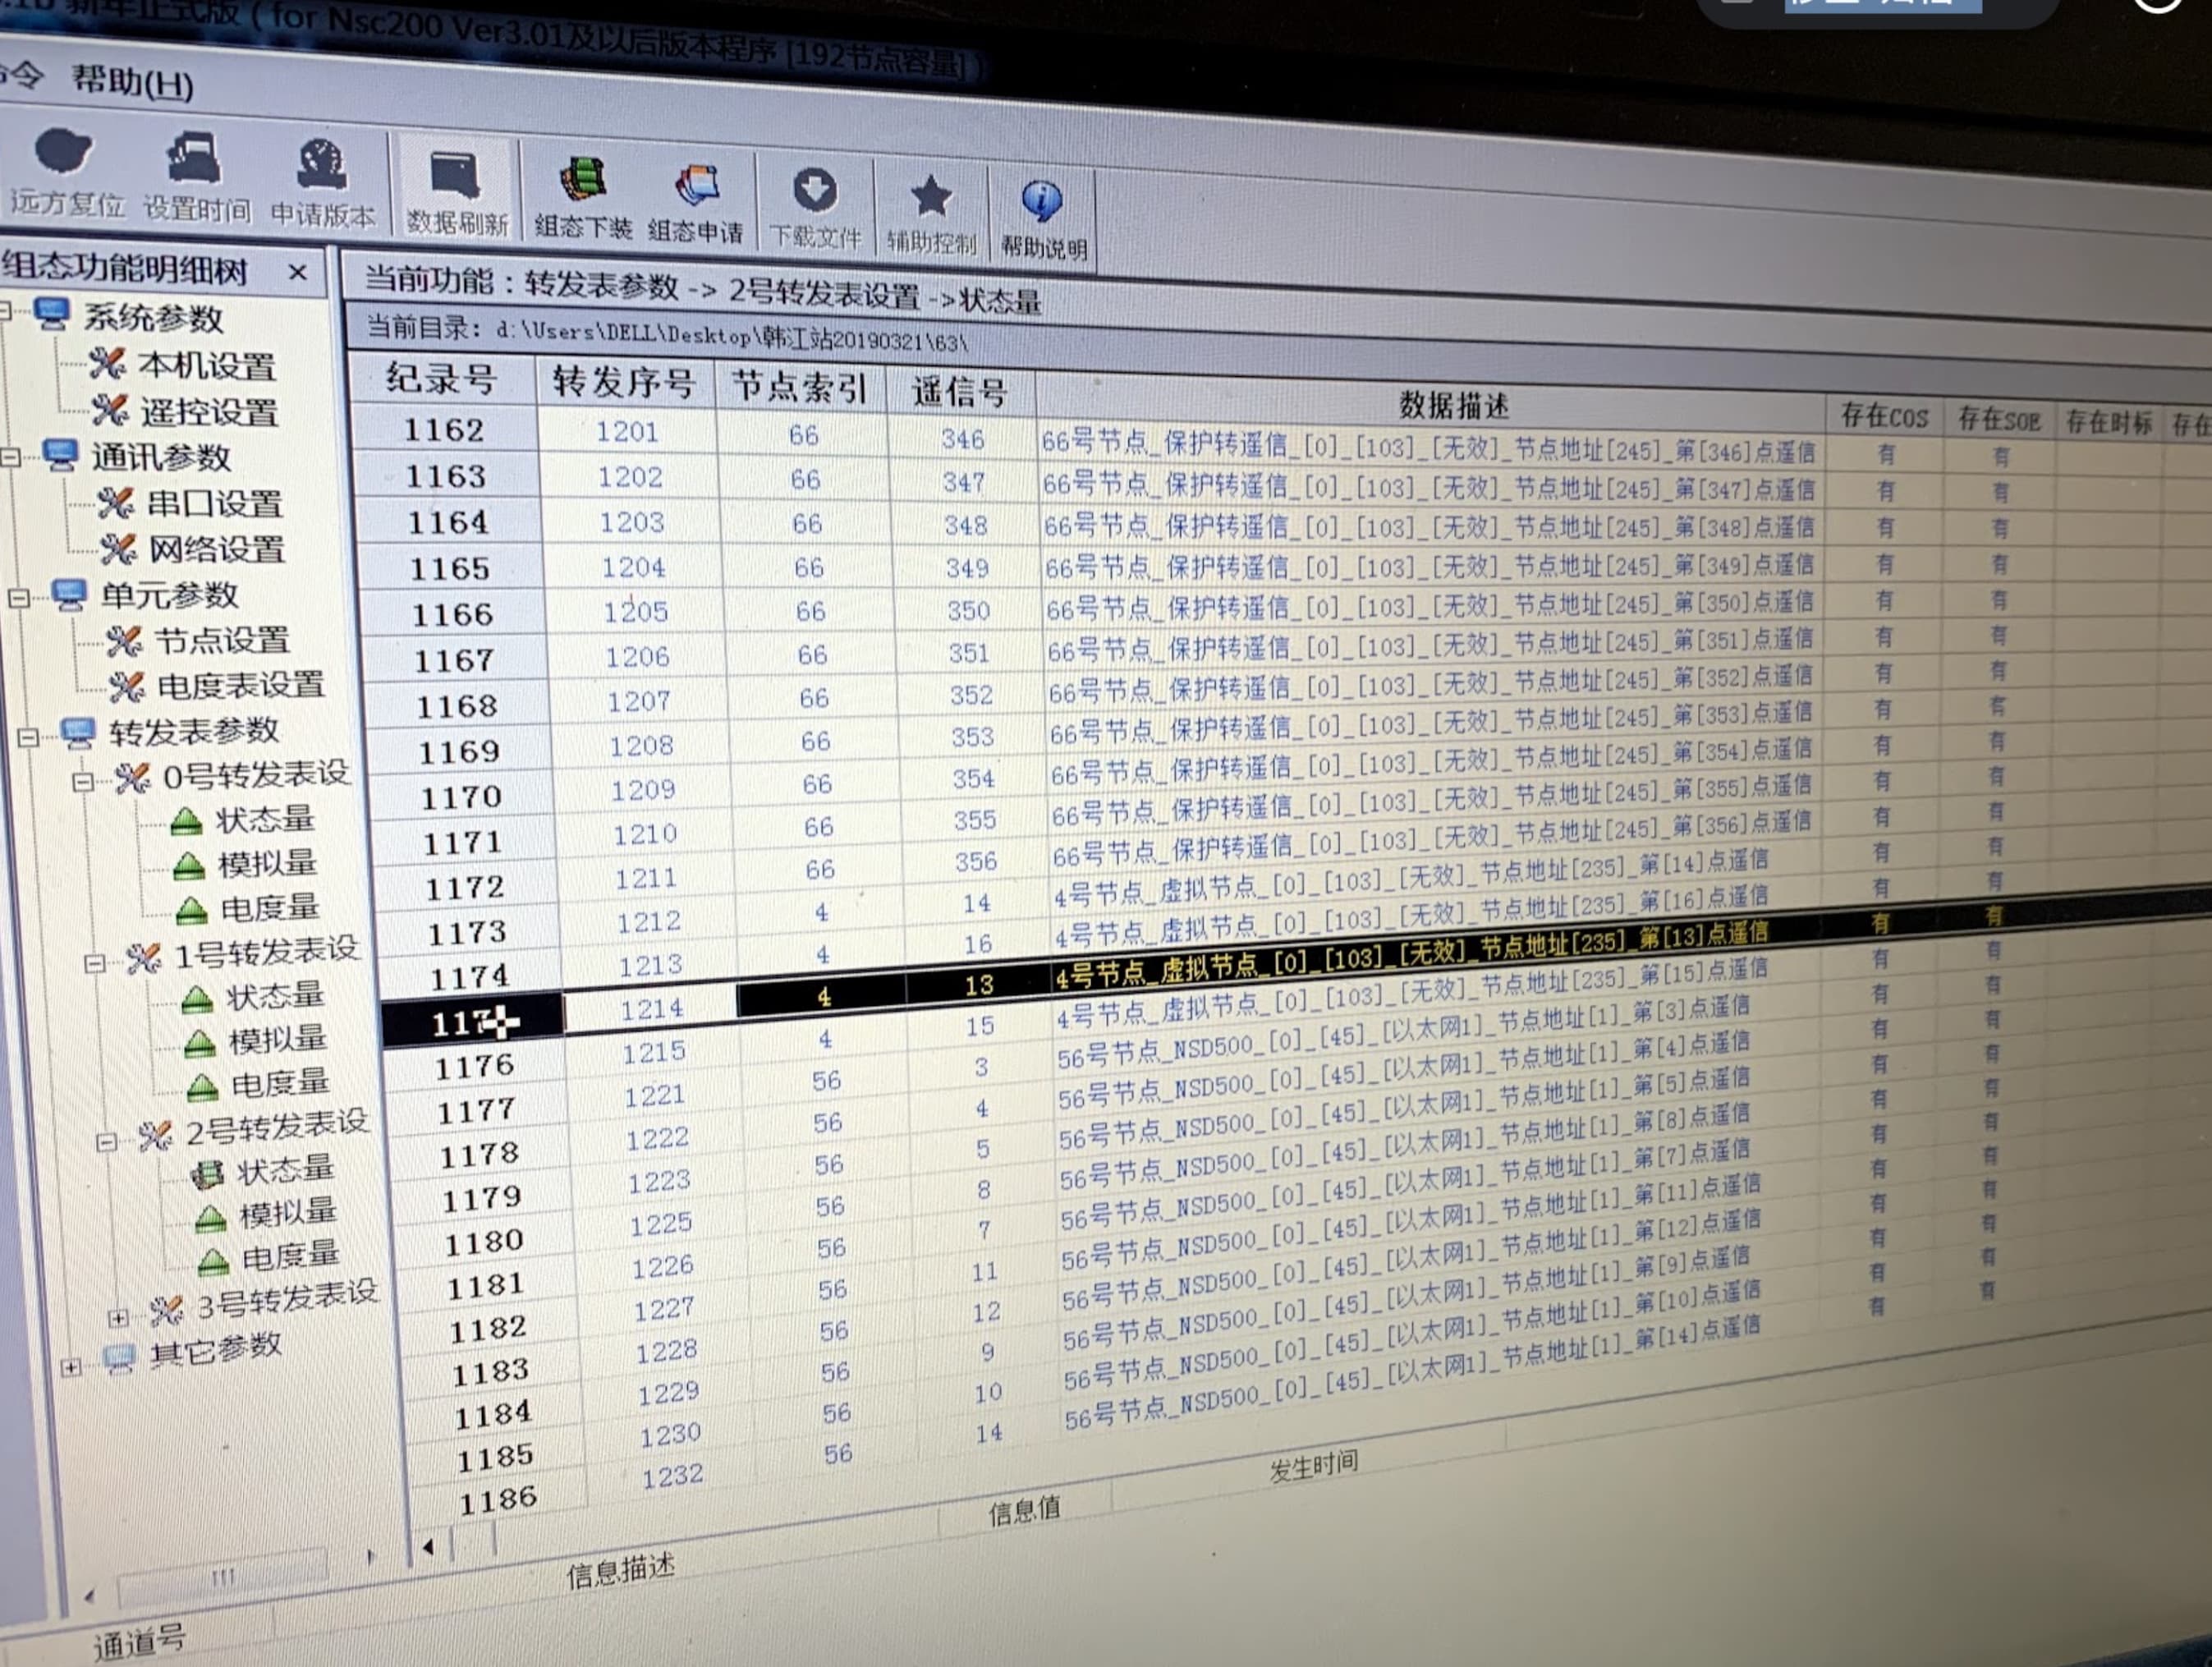 新年正式版 ( for Nsc200 Ver3.01及以后版本程序 [192节点容量] )
令 帮助(H)
远方复位 设置时间 申请版本 数据刷新 组态下装 组态申请 下载文件 辅助控制 帮助说明
组态功能明细树 ×
系统参数
本机设置
遥控设置
通讯参数
串口设置
网络设置
单元参数
节点设置
电度表设置
转发表参数
0号转发表设
状态量
模拟量
电度量
1号转发表设
状态量
模拟量
电度量
2号转发表设
状态量
模拟量
电度量
3号转发表设
其它参数
当前功能：转发表参数 -> 2号转发表设置 ->状态量
当前目录: d:\Users\DELL\Desktop\韩江站20190321\63\
纪录号 转发序号 节点索引 遥信号 数据描述 存在COS 存在SOE 存在时标 存在
1162 1201 66 346 66号节点_保护转遥信_[0]_[103]_[无效]_节点地址[245]_第[346]点遥信 有 有
1163 1202 66 347 66号节点_保护转遥信_[0]_[103]_[无效]_节点地址[245]_第[347]点遥信 有 有
1164 1203 66 348 66号节点_保护转遥信_[0]_[103]_[无效]_节点地址[245]_第[348]点遥信 有 有
1165 1204 66 349 66号节点_保护转遥信_[0]_[103]_[无效]_节点地址[245]_第[349]点遥信 有 有
1166 1205 66 350 66号节点_保护转遥信_[0]_[103]_[无效]_节点地址[245]_第[350]点遥信 有 有
1167 1206 66 351 66号节点_保护转遥信_[0]_[103]_[无效]_节点地址[245]_第[351]点遥信 有 有
1168 1207 66 352 66号节点_保护转遥信_[0]_[103]_[无效]_节点地址[245]_第[352]点遥信 有 有
1169 1208 66 353 66号节点_保护转遥信_[0]_[103]_[无效]_节点地址[245]_第[353]点遥信 有 有
1170 1209 66 354 66号节点_保护转遥信_[0]_[103]_[无效]_节点地址[245]_第[354]点遥信 有 有
1171 1210 66 355 66号节点_保护转遥信_[0]_[103]_[无效]_节点地址[245]_第[355]点遥信 有 有
1172 1211 66 356 66号节点_保护转遥信_[0]_[103]_[无效]_节点地址[245]_第[356]点遥信 有 有
1173 1212 4 14 4号节点_虚拟节点_[0]_[103]_[无效]_节点地址[235]_第[14]点遥信 有 有
1174 1213 4 16 4号节点_虚拟节点_[0]_[103]_[无效]_节点地址[235]_第[16]点遥信 有 有
117 1214 4 13 4号节点_虚拟节点_[0]_[103]_[无效]_节点地址[235]_第[13]点遥信 有 有
1176 1215 4 15 4号节点_虚拟节点_[0]_[103]_[无效]_节点地址[235]_第[15]点遥信 有 有
1177 1221 56 3 56号节点_NSD500_[0]_[45]_[以太网1]_节点地址[1]_第[3]点遥信 有 有
1178 1222 56 4 56号节点_NSD500_[0]_[45]_[以太网1]_节点地址[1]_第[4]点遥信 有 有
1179 1223 56 5 56号节点_NSD500_[0]_[45]_[以太网1]_节点地址[1]_第[5]点遥信 有 有
1180 1225 56 8 56号节点_NSD500_[0]_[45]_[以太网1]_节点地址[1]_第[8]点遥信 有 有
1181 1226 56 7 56号节点_NSD500_[0]_[45]_[以太网1]_节点地址[1]_第[7]点遥信 有 有
1182 1227 56 11 56号节点_NSD500_[0]_[45]_[以太网1]_节点地址[1]_第[11]点遥信 有 有
1183 1228 56 12 56号节点_NSD500_[0]_[45]_[以太网1]_节点地址[1]_第[12]点遥信 有 有
1184 1229 56 9 56号节点_NSD500_[0]_[45]_[以太网1]_节点地址[1]_第[9]点遥信 有 有
1185 1230 56 10 56号节点_NSD500_[0]_[45]_[以太网1]_节点地址[1]_第[10]点遥信 有 有
1186 1232 56 14 56号节点_NSD500_[0]_[45]_[以太网1]_节点地址[1]_第[14]点遥信 有 有
通道号 信息描述 信息值 发生时间